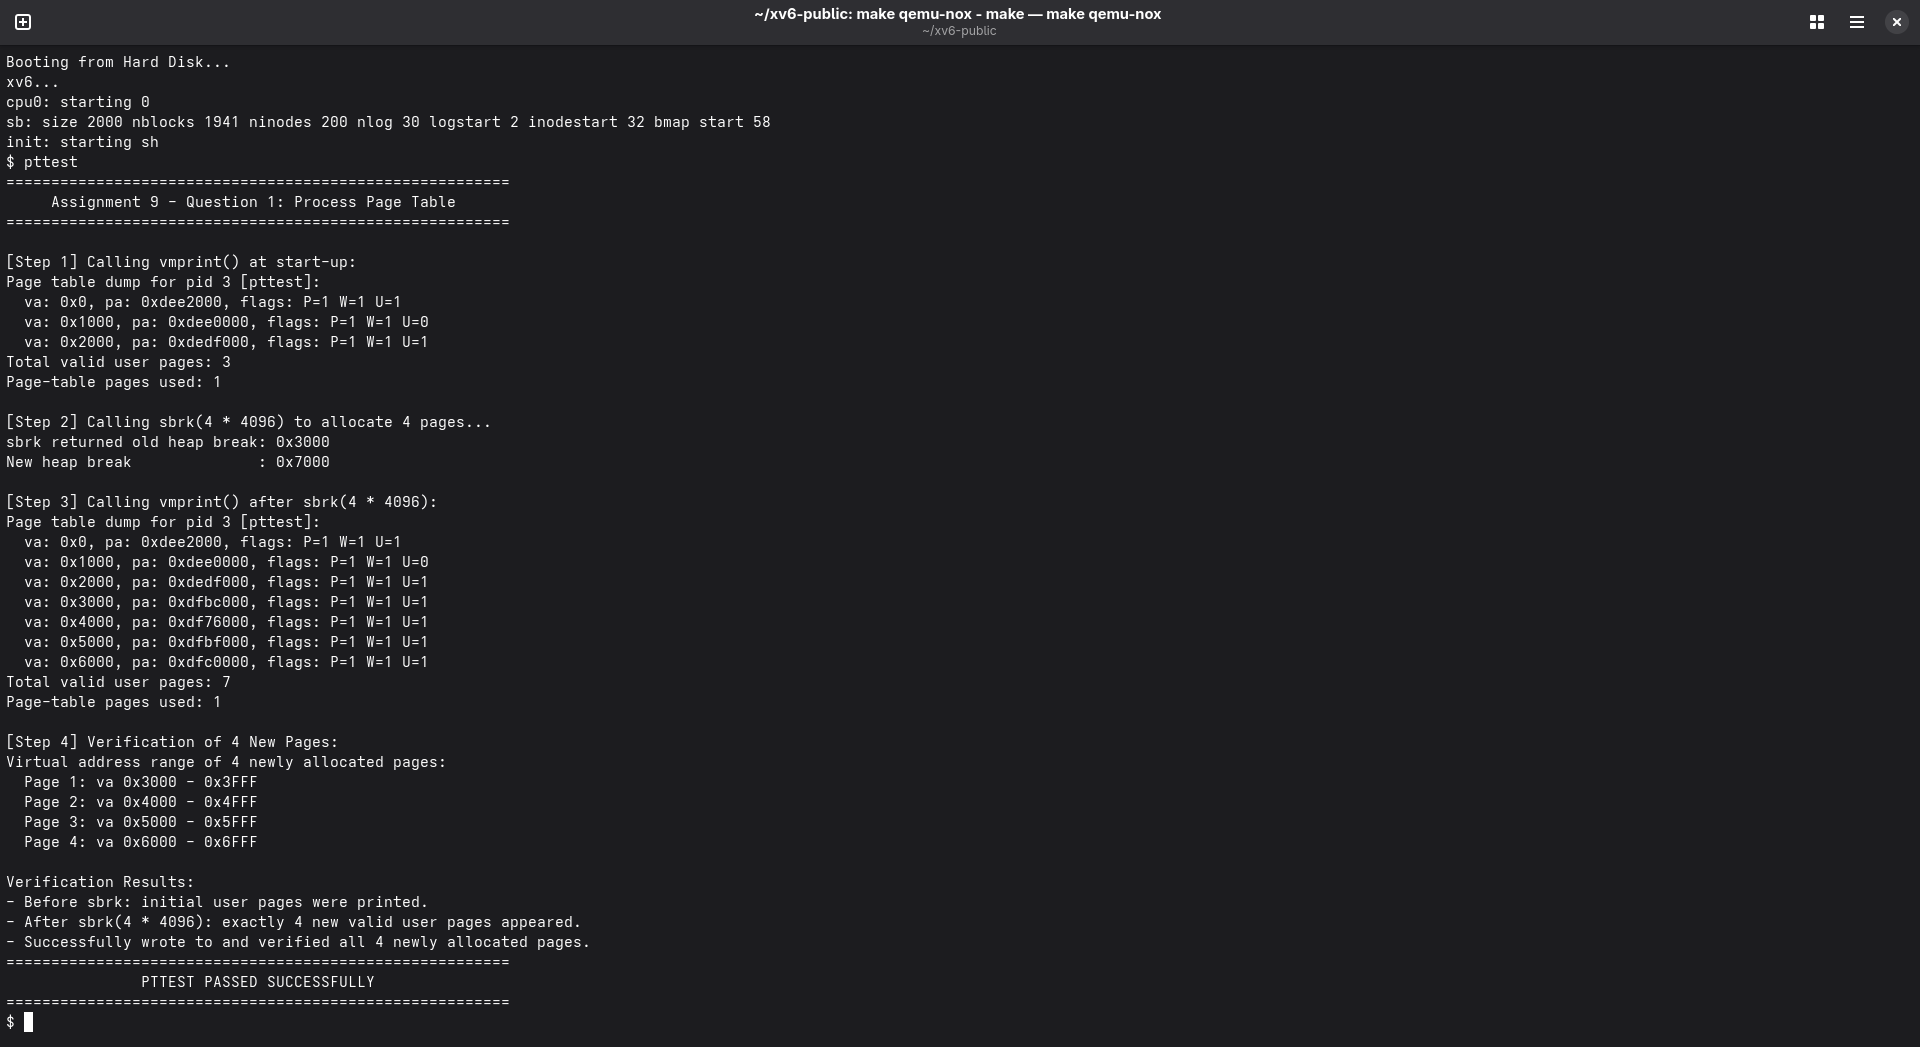 ~/xv6-public: make qemu-nox - make — make qemu-nox
~/xv6-public
Booting from Hard Disk...
xv6...
cpu0: starting 0
sb: size 2000 nblocks 1941 ninodes 200 nlog 30 logstart 2 inodestart 32 bmap start 58
init: starting sh
$ pttest
========================================================
     Assignment 9 - Question 1: Process Page Table
========================================================
[Step 1] Calling vmprint() at start-up:
Page table dump for pid 3 [pttest]:
  va: 0x0, pa: 0xdee2000, flags: P=1 W=1 U=1
  va: 0x1000, pa: 0xdee0000, flags: P=1 W=1 U=0
  va: 0x2000, pa: 0xdedf000, flags: P=1 W=1 U=1
Total valid user pages: 3
Page-table pages used: 1
[Step 2] Calling sbrk(4 * 4096) to allocate 4 pages...
sbrk returned old heap break: 0x3000
New heap break              : 0x7000
[Step 3] Calling vmprint() after sbrk(4 * 4096):
Page table dump for pid 3 [pttest]:
  va: 0x0, pa: 0xdee2000, flags: P=1 W=1 U=1
  va: 0x1000, pa: 0xdee0000, flags: P=1 W=1 U=0
  va: 0x2000, pa: 0xdedf000, flags: P=1 W=1 U=1
  va: 0x3000, pa: 0xdfbc000, flags: P=1 W=1 U=1
  va: 0x4000, pa: 0xdf76000, flags: P=1 W=1 U=1
  va: 0x5000, pa: 0xdfbf000, flags: P=1 W=1 U=1
  va: 0x6000, pa: 0xdfc0000, flags: P=1 W=1 U=1
Total valid user pages: 7
Page-table pages used: 1
[Step 4] Verification of 4 New Pages:
Virtual address range of 4 newly allocated pages:
  Page 1: va 0x3000 - 0x3FFF
  Page 2: va 0x4000 - 0x4FFF
  Page 3: va 0x5000 - 0x5FFF
  Page 4: va 0x6000 - 0x6FFF
Verification Results:
- Before sbrk: initial user pages were printed.
- After sbrk(4 * 4096): exactly 4 new valid user pages appeared.
- Successfully wrote to and verified all 4 newly allocated pages.
========================================================
               PTTEST PASSED SUCCESSFULLY
========================================================
$